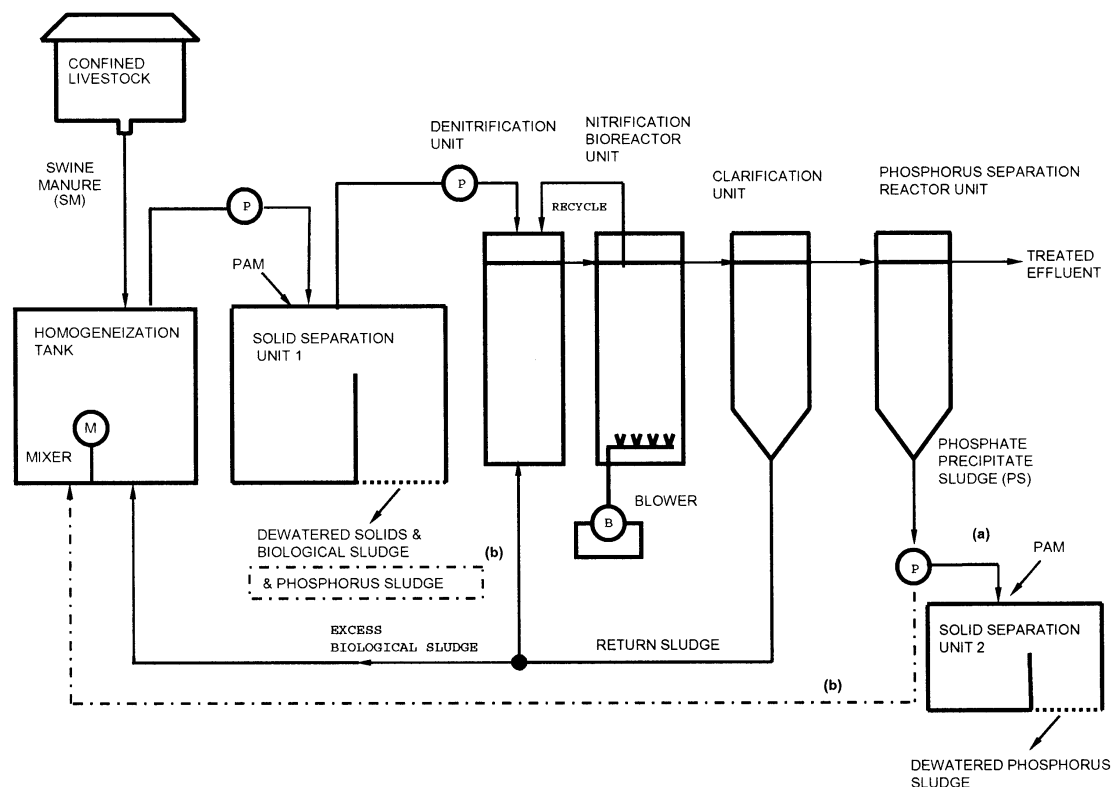 CONFINED
LIVESTOCK
SWINE
MANURE
(SM)
P
PAM
HOMOGENEIZATION
TANK
M
MIXER
SOLID SEPARATION
UNIT 1
DEWATERED SOLIDS &
BIOLOGICAL SLUDGE
(b)
& PHOSPHORUS SLUDGE
DENITRIFICATION
UNIT
P
RECYCLE
NITRIFICATION
BIOREACTOR
UNIT
B
BLOWER
CLARIFICATION
UNIT
PHOSPHORUS SEPARATION
REACTOR UNIT
TREATED
EFFLUENT
PHOSPHATE
PRECIPITATE
SLUDGE (PS)
(a)
P
PAM
SOLID SEPARATION
UNIT 2
DEWATERED PHOSPHORUS
SLUDGE
EXCESS
BIOLOGICAL SLUDGE
RETURN SLUDGE
(b)